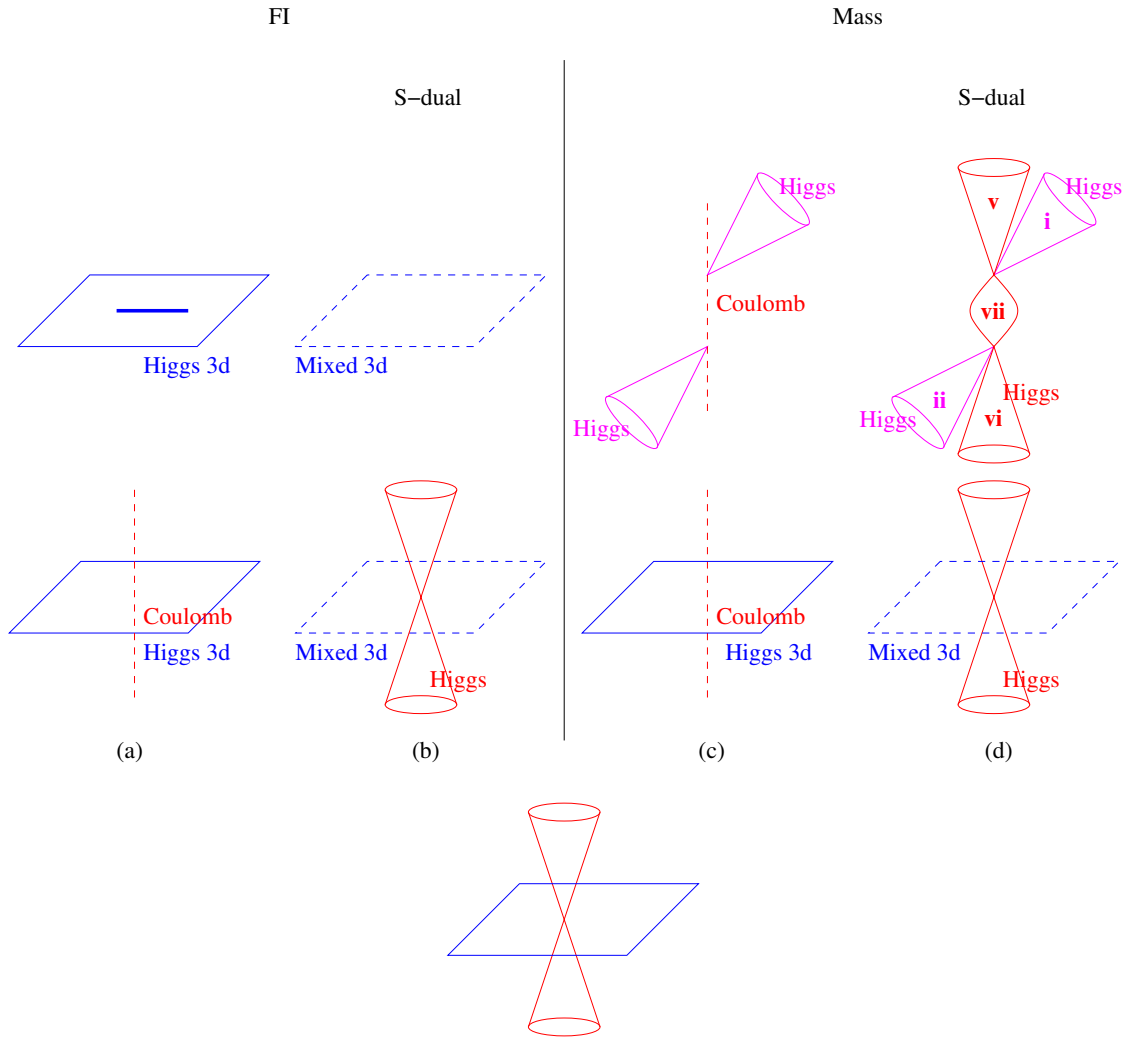 FI
Mass
S−dual
S−dual
Higgs
v
Higgs
i
Coulomb
vii
Higgs 3d
Mixed 3d
Higgs
ii
Higgs
Higgs
vi
Coulomb
Higgs 3d
Mixed 3d
Higgs
Coulomb
Higgs 3d
Mixed 3d
Higgs
(a)
(b)
(c)
(d)